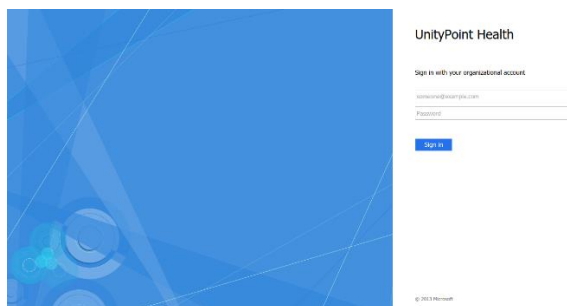 UnityPoint Health
Sign in with your organizational account
someone@example.com
Password
Sign in
© 2013 Microsoft